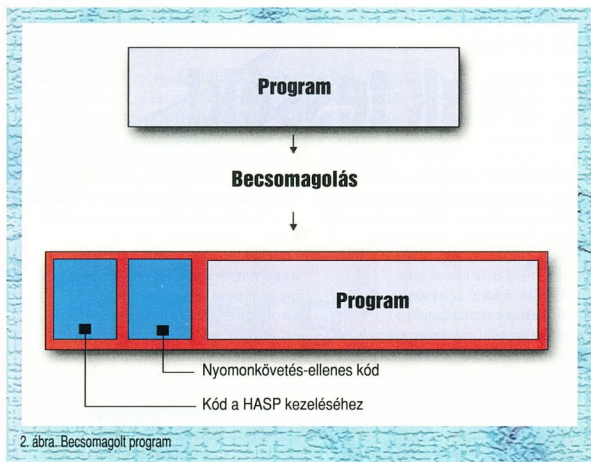 Program
Becsomagolás
Program
Nyomonkövetés-ellenes kód
Kód a HASP kezeléséhez
2. ábra. Becsomagolt program